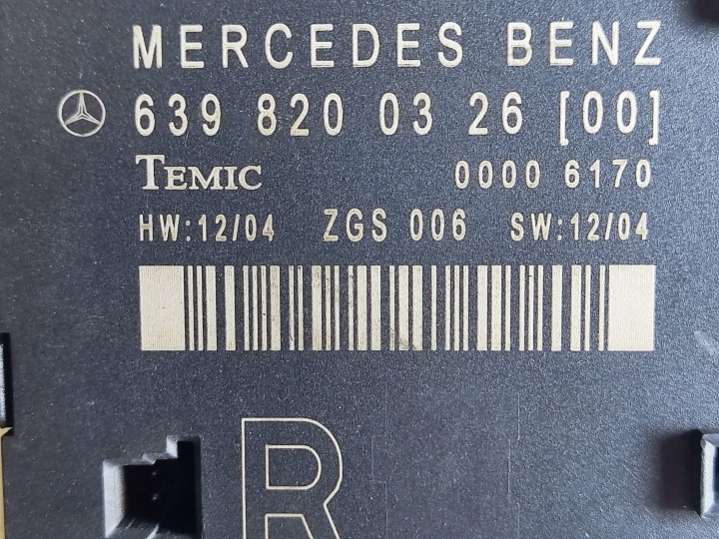 MERCEDES BENZ
639 820 03 26 [00]
TEMIC 0000 6170
HW:12/04 ZGS 006 SW:12/04
R